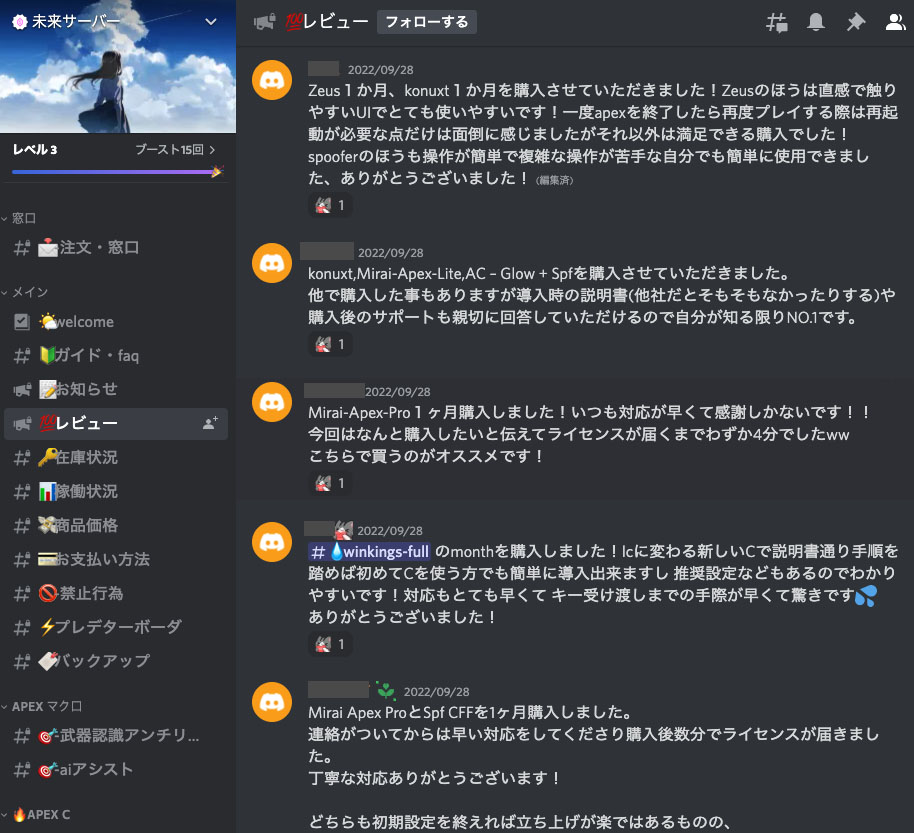 未来サーバー
レベル3
ブースト15回
窓口
注文・窓口
メイン
welcome
ガイド・faq
お知らせ
レビュー
在庫状況
稼働状況
商品価格
お支払い方法
禁止行為
プレデターボーダ
バックアップ
APEX マクロ
-武器認識アンチリ...
-aiアシスト
APEX C
💯レビュー
フォローする
2022/09/28
Zeus１か月、konuxt１か月を購入させていただきました！Zeusのほうは直感で触り
やすいUIでとても使いやすいです！一度apexを終了したら再度プレイする際は再起
動が必要な点だけは面倒に感じましたがそれ以外は満足できる購入でした！
spooferのほうも操作が簡単で複雑な操作が苦手な自分でも簡単に使用できまし
た、ありがとうございました！ (編集済)
1
2022/09/28
konuxt,Mirai-Apex-Lite,AC – Glow + Spfを購入させていただきました。
他で購入した事もありますが導入時の説明書(他社だとそもそもなかったりする)や
購入後のサポートも親切に回答していただけるので自分が知る限りNO.1です。
1
2022/09/28
Mirai-Apex-Pro１ヶ月購入しました！いつも対応が早くて感謝しかないです！！
今回はなんと購入したいと伝えてライセンスが届くまでわずか4分でしたww
こちらで買うのがオススメです！
1
2022/09/28
# 💧winkings-full のmonthを購入しました！lcに変わる新しいCで説明書通り手順を
踏めば初めてCを使う方でも簡単に導入出来ますし 推奨設定などもあるのでわかり
やすいです！対応もとても早くて キー受け渡しまでの手際が早くて驚きです💦
ありがとうございました！
1
2022/09/28
Mirai Apex ProとSpf CFFを1ヶ月購入しました。
連絡がついてからは早い対応をしてくださり購入後数分でライセンスが届きまし
た。
丁寧な対応ありがとうございます！
どちらも初期設定を終えれば立ち上げが楽ではあるものの、